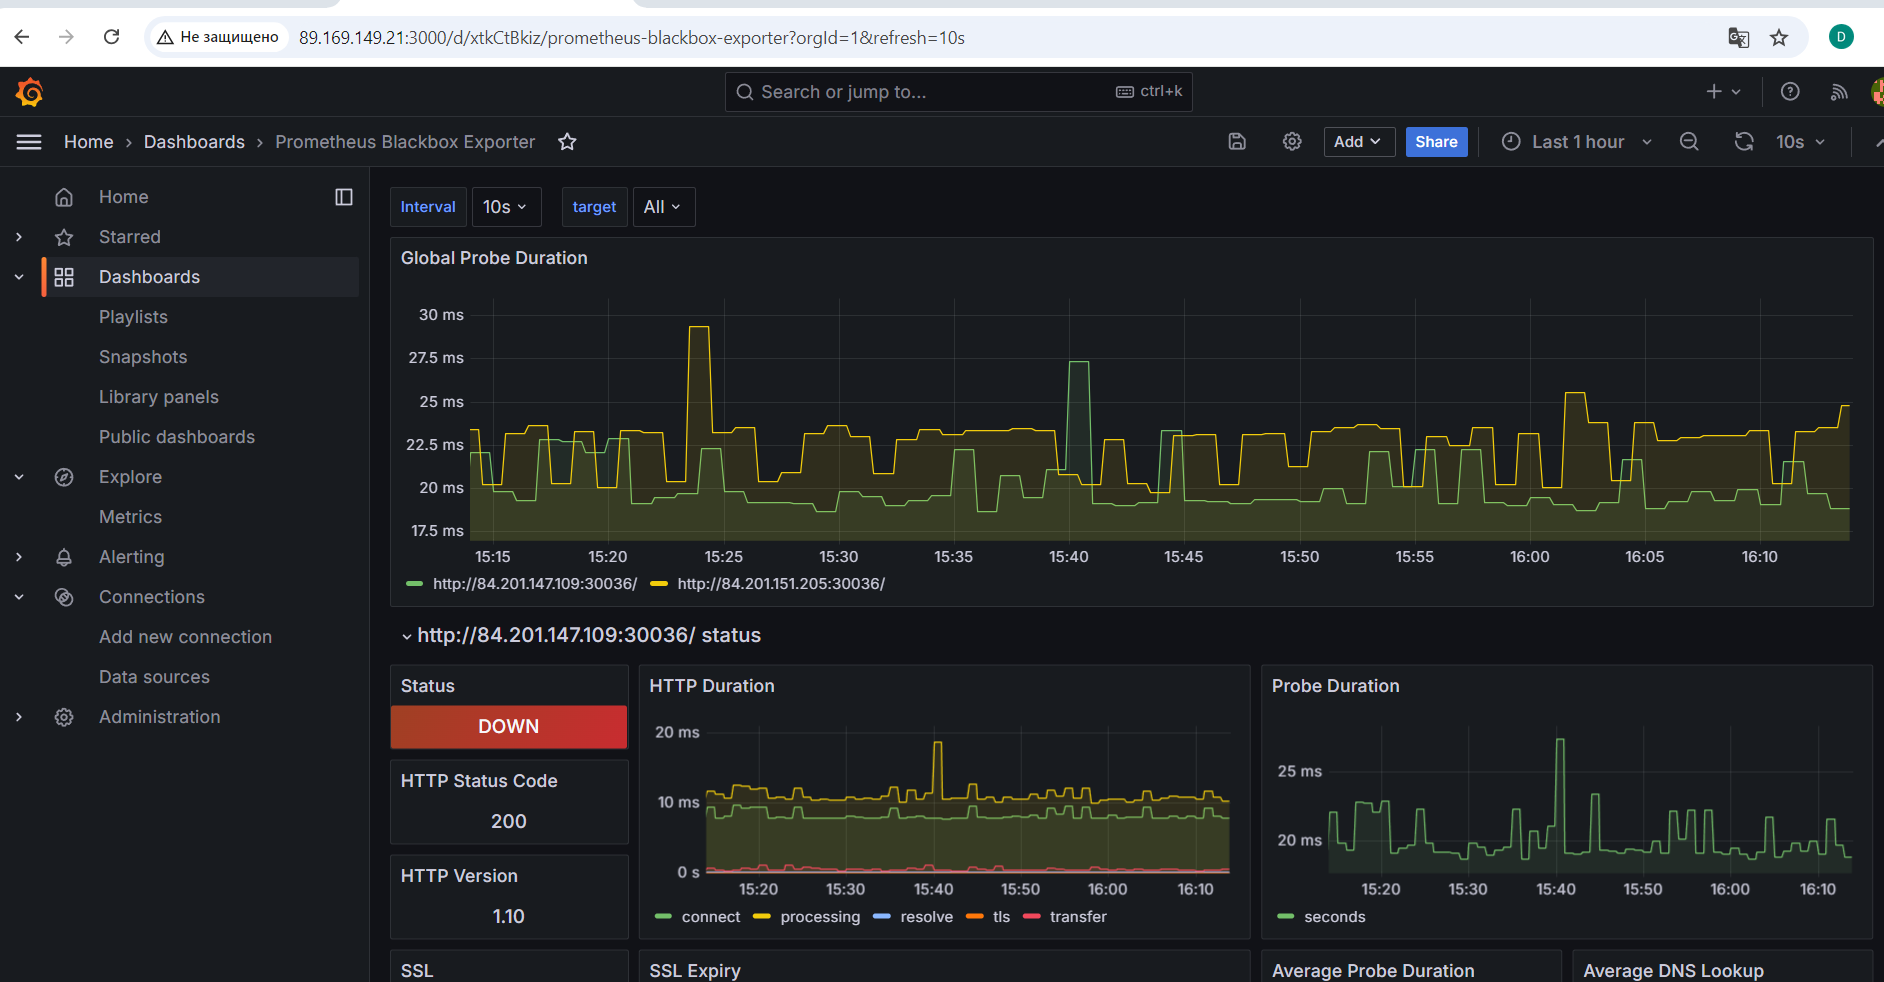 Не защищено 89.169.149.21:3000/d/xtkCtBkiz/prometheus-blackbox-exporter?orgId=1&refresh=10s D
Search or jump to... ctrl+k
Home › Dashboards › Prometheus Blackbox Exporter Add Share Last 1 hour 10s
Home
Starred
Dashboards
Playlists
Snapshots
Library panels
Public dashboards
Explore
Metrics
Alerting
Connections
Add new connection
Data sources
Administration
Interval 10s target All
Global Probe Duration
30 ms
27.5 ms
25 ms
22.5 ms
20 ms
17.5 ms
15:15 15:20 15:25 15:30 15:35 15:40 15:45 15:50 15:55 16:00 16:05 16:10
http://84.201.147.109:30036/ http://84.201.151.205:30036/
http://84.201.147.109:30036/ status
Status
DOWN
HTTP Status Code
200
HTTP Version
1.10
SSL
HTTP Duration
20 ms
10 ms
0 s
15:20 15:30 15:40 15:50 16:00 16:10
connect processing resolve tls transfer
SSL Expiry
Probe Duration
25 ms
20 ms
15:20 15:30 15:40 15:50 16:00 16:10
seconds
Average Probe Duration
Average DNS Lookup